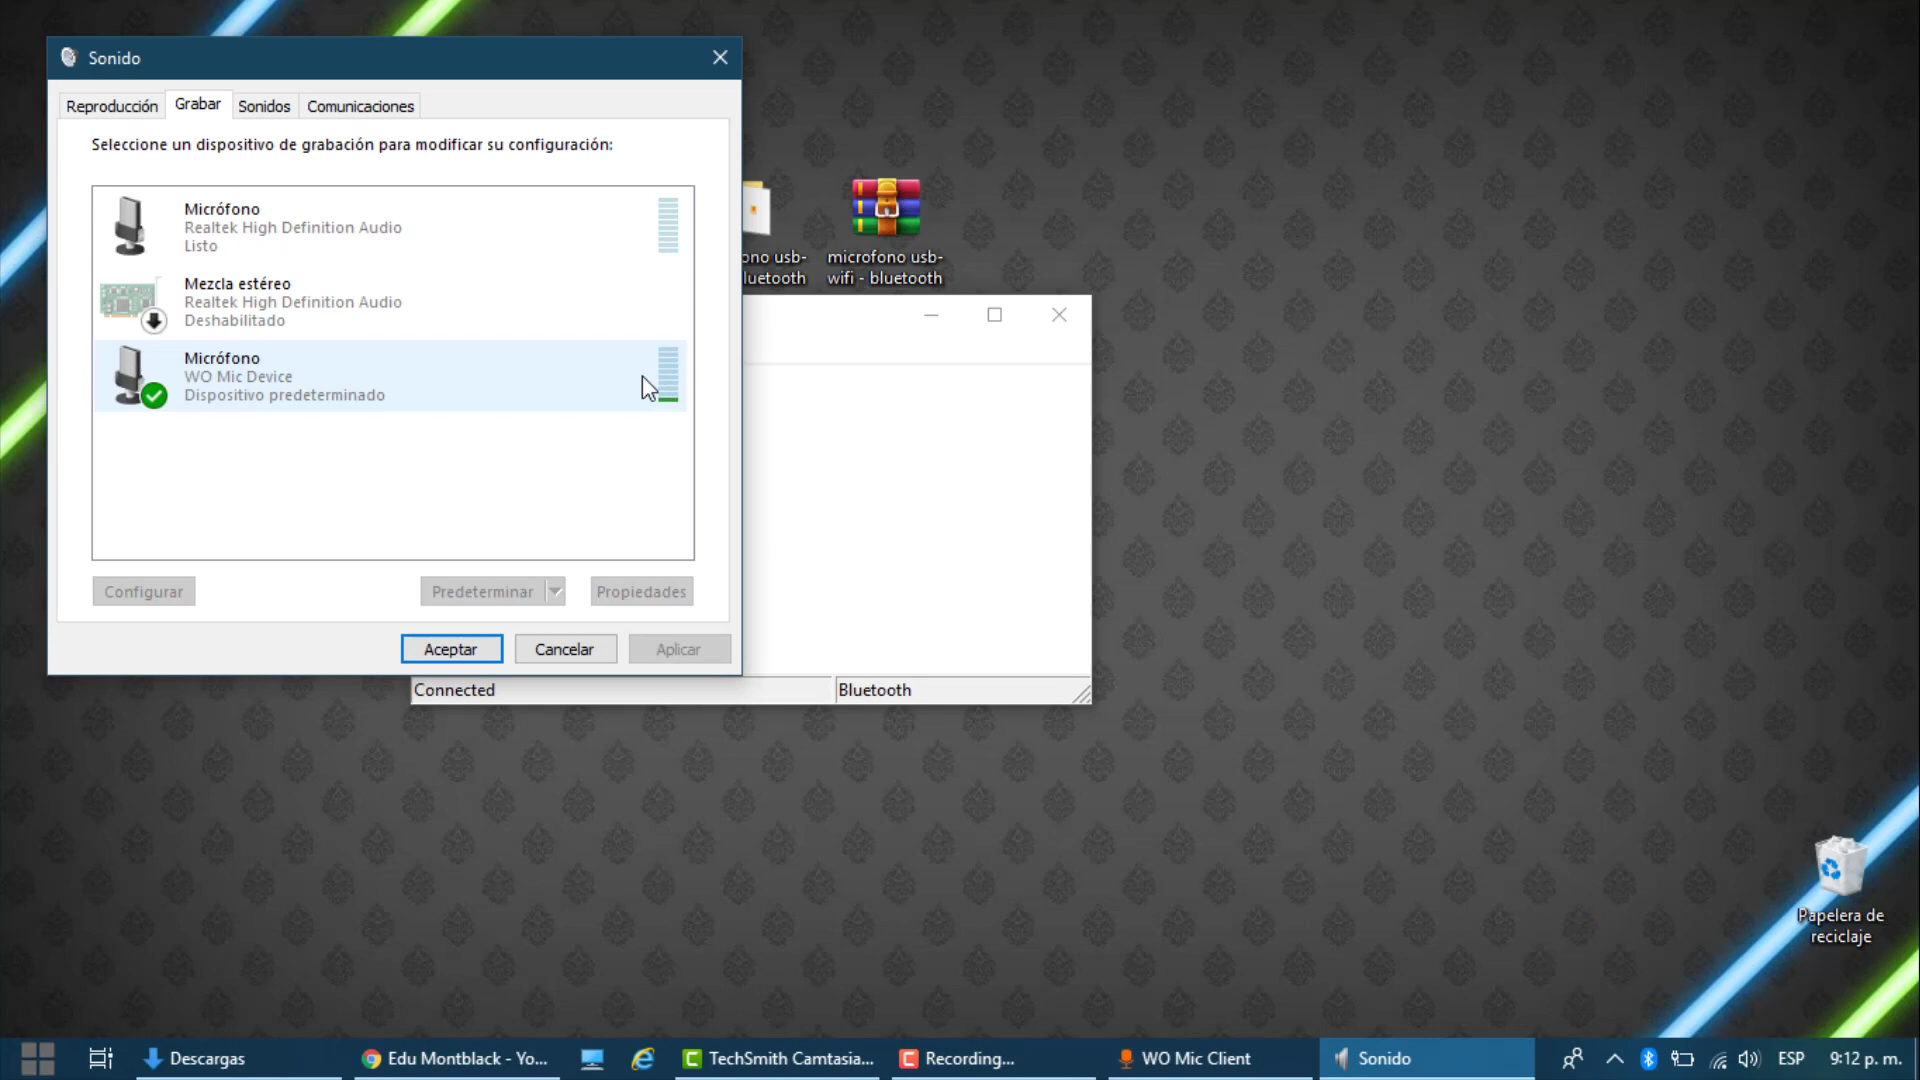 Sonido
Reproducción
Grabar
Sonidos
Comunicaciones
Seleccione un dispositivo de grabación para modificar su configuración:
Micrófono
Realtek High Definition Audio
Listo
Mezcla estéreo
Realtek High Definition Audio
Deshabilitado
Micrófono
WO Mic Device
Dispositivo predeterminado
Configurar
Predeterminar
Propiedades
Aceptar
Cancelar
Aplicar
ono usb-
luetooth
microfono usb-
wifi - bluetooth
Connected
Bluetooth
Papelera de
reciclaje
Descargas
Edu Montblack - Yo...
TechSmith Camtasia...
Recording...
WO Mic Client
Sonido
ESP
9:12 p. m.